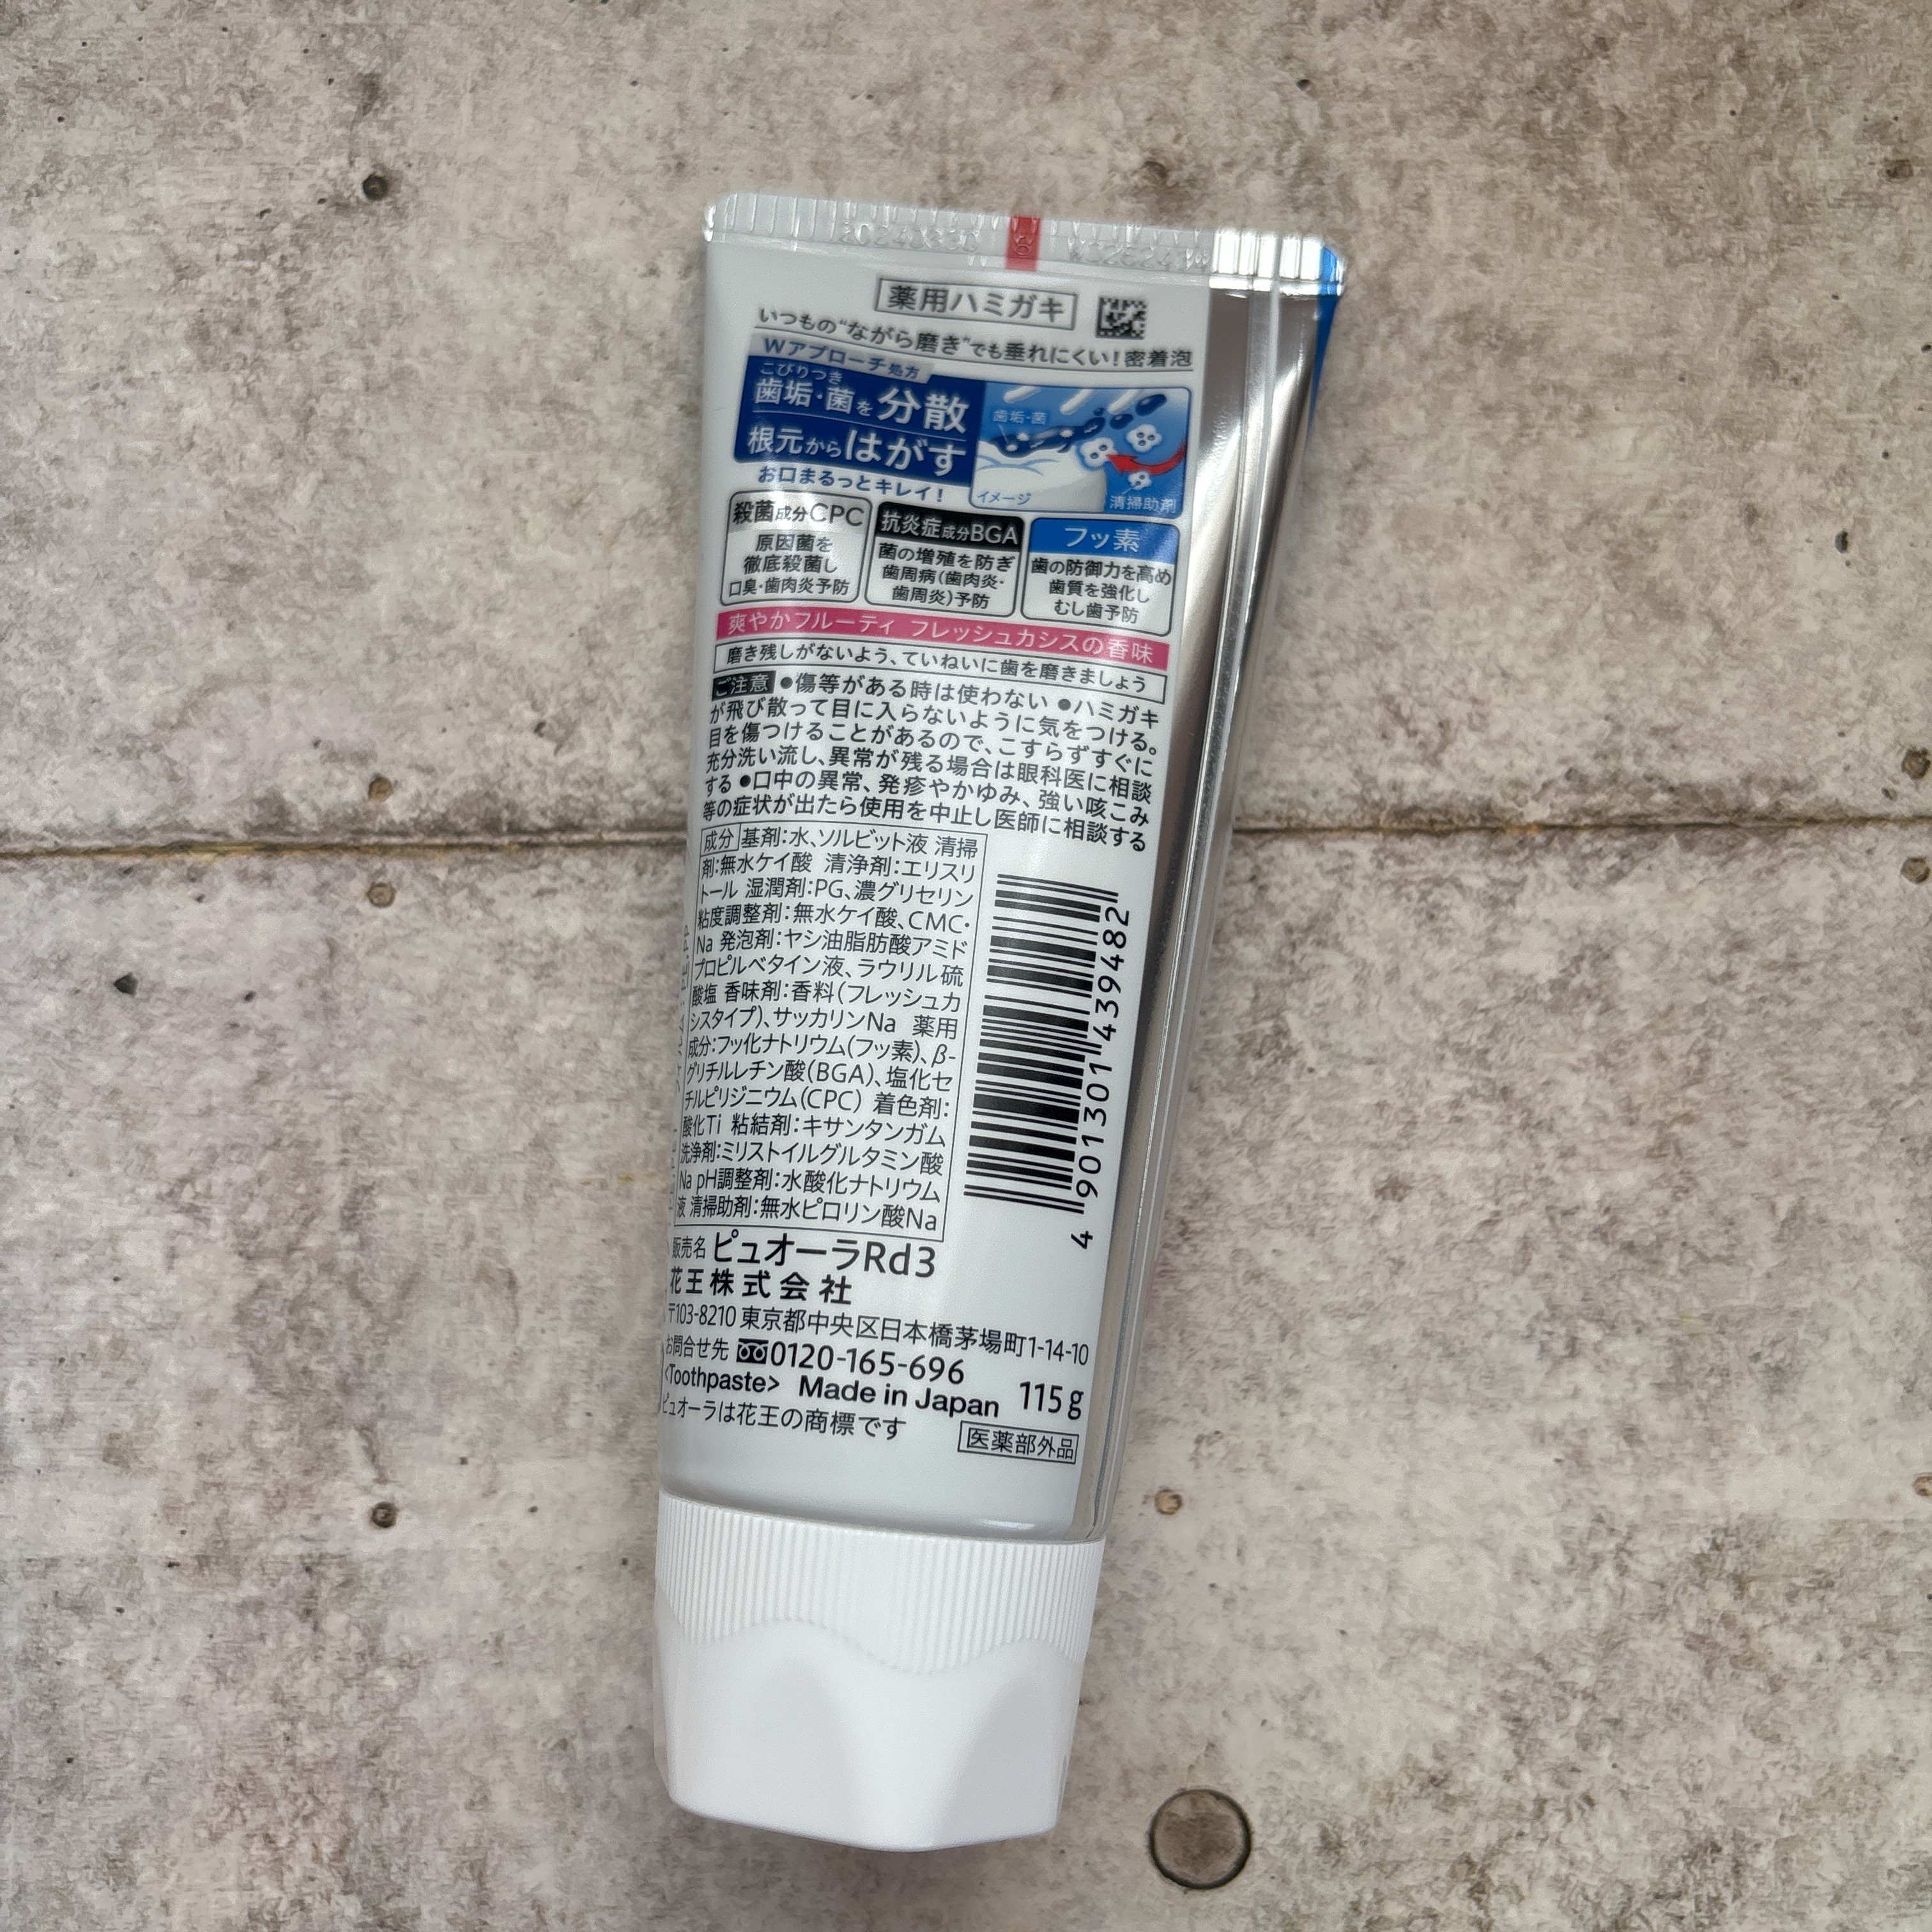 薬用ハミガキ
いつもの“ながら磨き”でも垂れにくい!密着泡
Wアプローチ処方
こびりつき
歯垢・菌を分散
根元からはがす
歯垢・菌
イメージ
清掃助剤
お口まるっとキレイ!
殺菌成分CPC
原因菌を
徹底殺菌し
口臭・歯肉炎予防
抗炎症成分BGA
菌の増殖を防ぎ
歯周病(歯肉炎・
歯周炎)予防
フッ素
歯の防御力を高め
歯質を強化し
むし歯予防
爽やかフルーティ フレッシュカシスの香味
磨き残しがないよう、ていねいに歯を磨きましょう
ご注意 ●傷等がある時は使わない ●ハミガキ
が飛び散って目に入らないように気をつける。
目を傷つけることがあるので、こすらずすぐに
充分洗い流し、異常が残る場合は眼科医に相談
する ●口中の異常、発疹やかゆみ、強い咳こみ
等の症状が出たら使用を中止し医師に相談する
成分 基剤:水、ソルビット液 清掃
剤:無水ケイ酸 清浄剤:エリスリ
トール 湿潤剤:PG、濃グリセリン
粘度調整剤:無水ケイ酸、CMC・
Na 発泡剤:ヤシ油脂肪酸アミド
プロピルベタイン液、ラウリル硫
酸塩 香味剤:香料(フレッシュカ
シスタイプ)、サッカリンNa 薬用
成分:フッ化ナトリウム(フッ素)、β-
グリチルレチン酸(BGA)、塩化セ
チルピリジニウム(CPC) 着色剤:
酸化Ti 粘結剤:キサンタンガム
洗浄剤:ミリストイルグルタミン酸
Na pH調整剤:水酸化ナトリウム
液 清掃助剤:無水ピロリン酸Na
4 901301 439482
販売名 ピュオーラRd3
花王株式会社
〒103-8210 東京都中央区日本橋茅場町1-14-10
お問合せ先 0120-165-696
<Toothpaste> Made in Japan 115g
ピュオーラは花王の商標です
医薬部外品